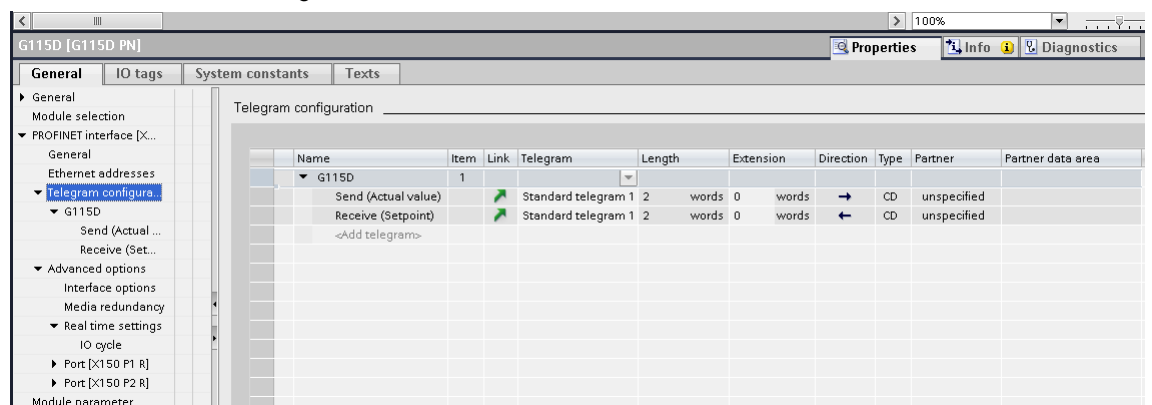 100%
G115D [G115D PN]
Properties Info Diagnostics
General IO tags System constants Texts
General
Module selection
PROFINET interface [X...
General
Ethernet addresses
Telegram configura...
G115D
Send (Actual ...
Receive (Set...
Advanced options
Interface options
Media redundancy
Real time settings
IO cycle
Port [X150 P1 R]
Port [X150 P2 R]
Module parameter
Telegram configuration
Name Item Link Telegram Length Extension Direction Type Partner Partner data area
G115D 1
Send (Actual value) Standard telegram 1 2 words 0 words → CD unspecified
Receive (Setpoint) Standard telegram 1 2 words 0 words ← CD unspecified
<Add telegram>